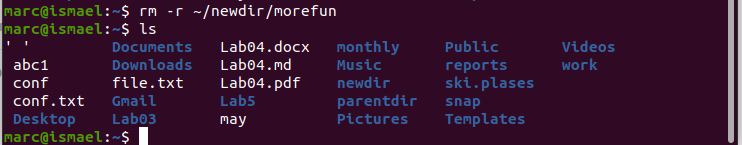 marc@ismael:~$ rm -r ~/newdir/morefun
marc@ismael:~$ ls
' '       Documents  Lab04.docx  monthly    Public     Videos
abc1      Downloads  Lab04.md    Music      reports    work
conf      file.txt   Lab04.pdf   newdir     ski.plases
conf.txt  Gmail      Lab5        parentdir  snap
Desktop   Lab03      may         Pictures   Templates
marc@ismael:~$